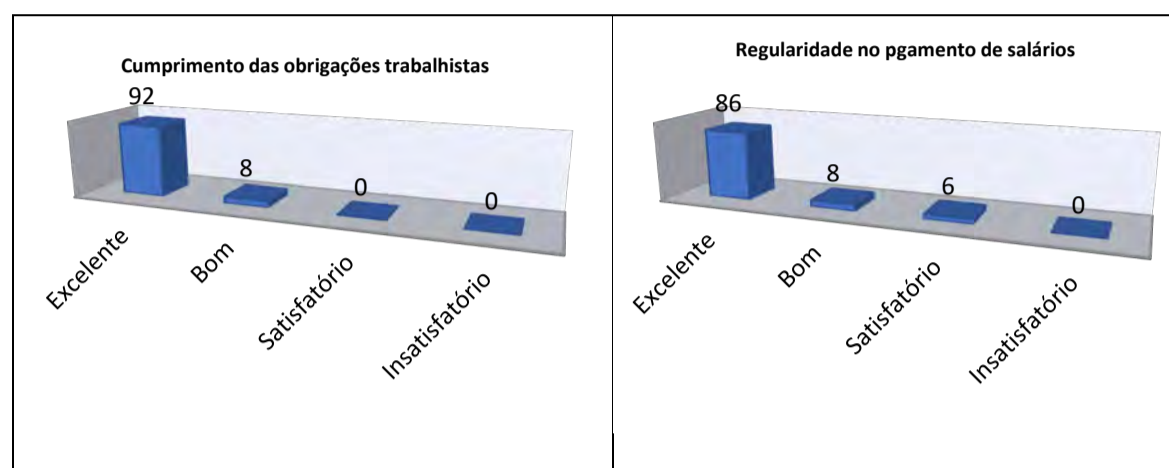 Cumprimento das obrigações trabalhistas
92
8
0
0
Excelente
Bom
Satisfatório
Insatisfatório
Regularidade no pgamento de salários
86
8
6
0
Excelente
Bom
Satisfatório
Insatisfatório